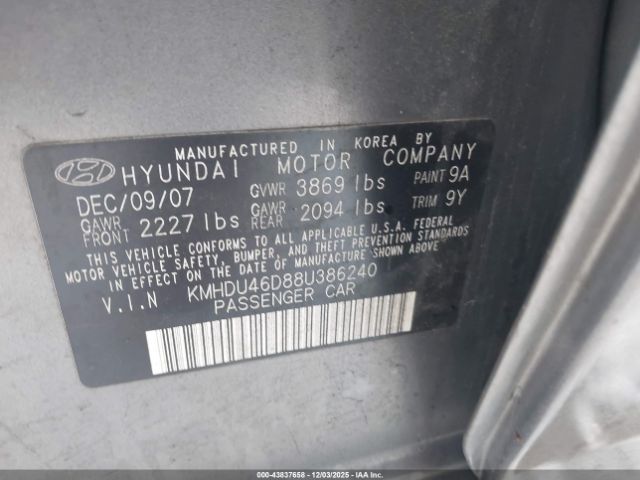 MANUFACTURED IN KOREA BY
HYUNDAI MOTOR COMPANY
DEC/09/07 GVWR 3869 lbs PAINT 9A
GAWR FRONT 2227 lbs GAWR REAR 2094 lbs TRIM 9Y
THIS VEHICLE CONFORMS TO ALL APPLICABLE U.S.A. FEDERAL
MOTOR VEHICLE SAFETY, BUMPER, AND THEFT PREVENTION STANDARDS
IN EFFECT ON THE DATE OF MANUFACTURE SHOWN ABOVE
V.I.N KMHDU46D88U386240
PASSENGER CAR
000-43837658 - 12/03/2025 - © IAA Holdings, LLC